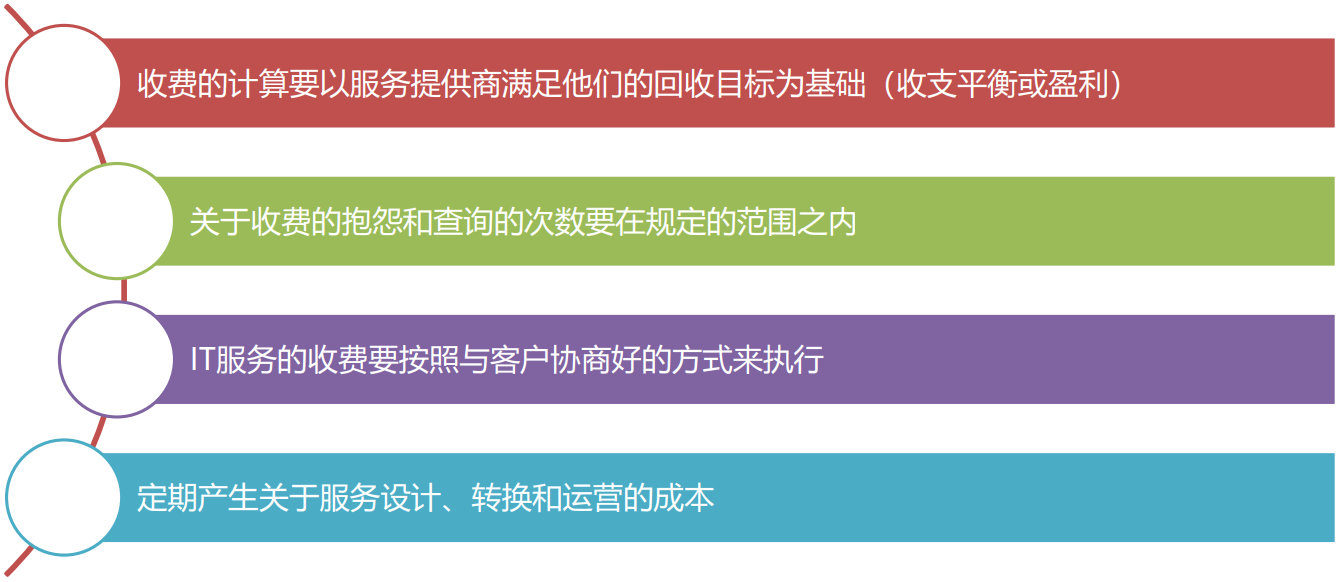 收费的计算要以服务提供商满足他们的回收目标为基础（收支平衡或盈利）
关于收费的抱怨和查询的次数要在规定的范围之内
IT服务的收费要按照与客户协商好的方式来执行
定期产生关于服务设计、转换和运营的成本